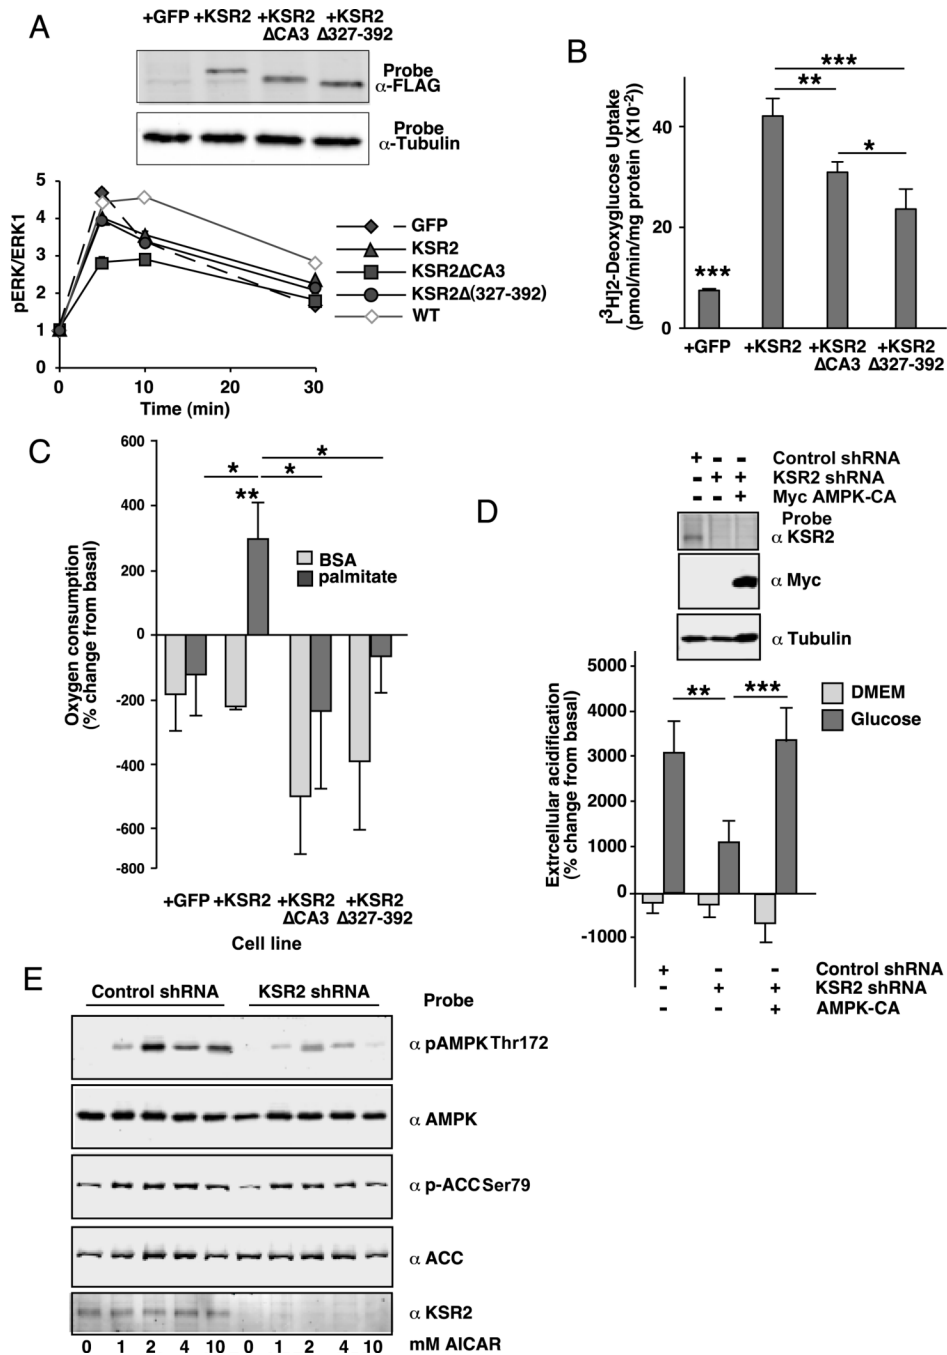 A
+GFP +KSR2 +KSR2 +KSR2
ΔCA3 Δ327-392
Probe
α-FLAG
Probe
α-Tubulin
pERK/ERK1
5
4
3
2
1
0
0 10 20 30
Time (min)
GFP
KSR2
KSR2ΔCA3
KSR2Δ(327-392)
WT
B
[³H]2-Deoxyglucose Uptake
(pmol/min/mg protein (X10⁻²)
40
20
0
***
**
*
***
+GFP +KSR2 +KSR2 +KSR2
ΔCA3 Δ327-392
C
Oxygen consumption
(% change from basal)
600
400
200
0
-200
-400
-600
-800
*
* *
**
BSA
palmitate
+GFP +KSR2 +KSR2 +KSR2
ΔCA3 Δ327-392
Cell line
D
+ - - Control shRNA
- + + KSR2 shRNA
- - + Myc AMPK-CA
Probe
α KSR2
α Myc
α Tubulin
Extrcellular acidification
(% change from basal)
5000
4000
3000
2000
1000
0
-1000
** ***
DMEM
Glucose
+ - - Control shRNA
- + + KSR2 shRNA
- - + AMPK-CA
E
Control shRNA KSR2 shRNA Probe
α pAMPK Thr172
α AMPK
α p-ACC Ser79
α ACC
α KSR2
0 1 2 4 10 0 1 2 4 10 mM AICAR